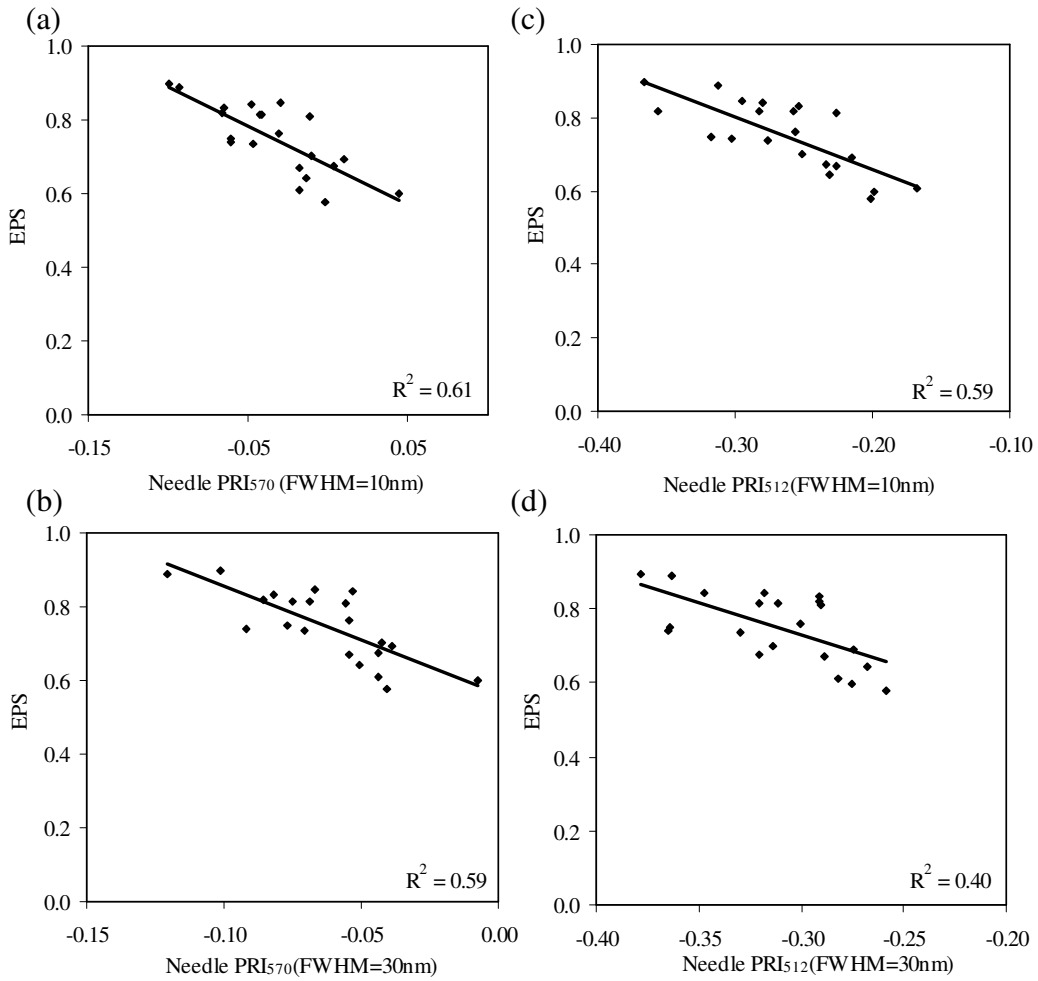 (a)
1.0
0.8
0.6
0.4
0.2
0.0
EPS
R² = 0.61
-0.15 -0.05 0.05
Needle PRI₅₇₀ (FWHM=10nm)
(c)
1.0
0.8
0.6
0.4
0.2
0.0
EPS
R² = 0.59
-0.40 -0.30 -0.20 -0.10
Needle PRI₅₁₂(FWHM=10nm)
(b)
1.0
0.8
0.6
0.4
0.2
0.0
EPS
R² = 0.59
-0.15 -0.10 -0.05 0.00
Needle PRI₅₇₀(FWHM=30nm)
(d)
1.0
0.8
0.6
0.4
0.2
0.0
EPS
R² = 0.40
-0.40 -0.35 -0.30 -0.25 -0.20
Needle PRI₅₁₂(FWHM=30nm)